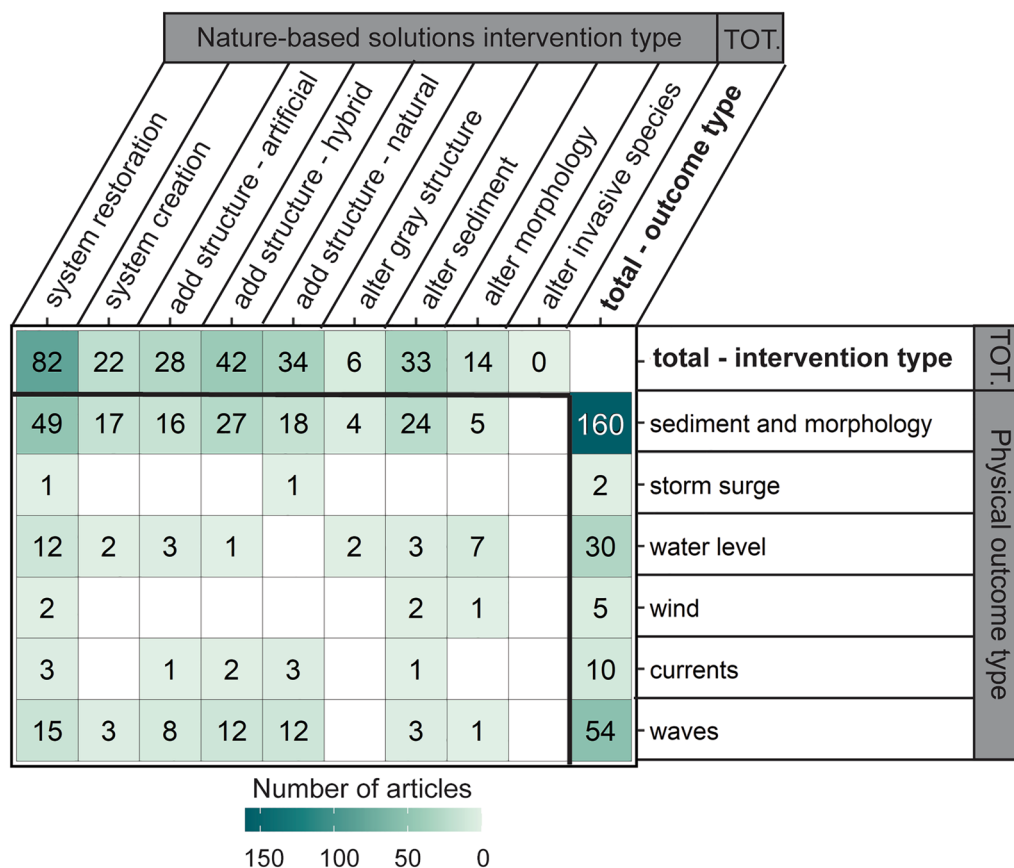 Nature-based solutions intervention type TOT.
system restoration
system creation
add structure - artificial
add structure - hybrid
add structure - natural
alter gray structure
alter sediment
alter morphology
alter invasive species
total - outcome type
82 22 28 42 34 6 33 14 0 total - intervention type TOT.
49 17 16 27 18 4 24 5 160 sediment and morphology
1 1 2 storm surge
12 2 3 1 2 3 7 30 water level
2 2 1 5 wind
3 1 2 3 1 10 currents
15 3 8 12 12 3 1 54 waves
Physical outcome type
Number of articles
150 100 50 0